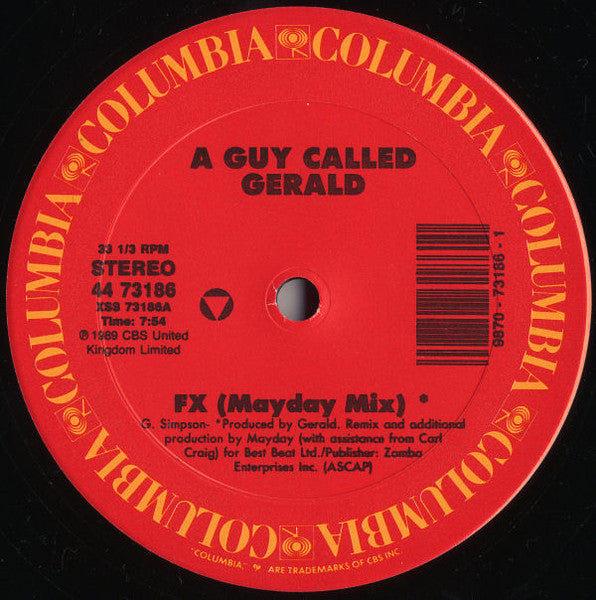 COLUMBIA COLUMBIA COLUMBIA COLUMBIA COLUMBIA COLUMBIA COLUMBIA COLUMBIA
A GUY CALLED
GERALD
33 1/3 RPM
STEREO
44 73186
XSS 73186A
Time: 7:54
℗ 1989 CBS United
Kingdom Limited
9870 - 73186 - 1
FX (Mayday Mix) *
G. Simpson- *Produced by Gerald. Remix and additional
production by Mayday (with assistance from Carl
Craig) for Best Beat Ltd./Publisher: Zomba
Enterprises Inc. (ASCAP)
"COLUMBIA," ARE TRADEMARKS OF CBS INC.